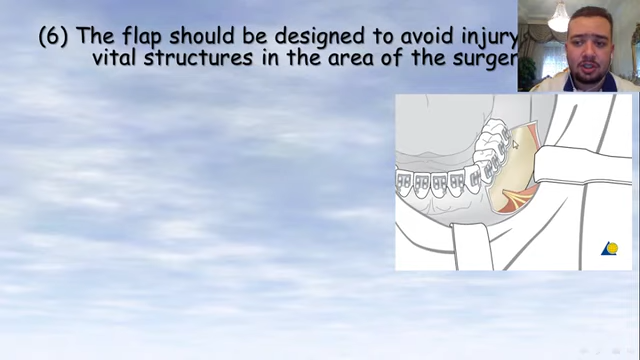 (6) The flap should be designed to avoid injury
vital structures in the area of the surger